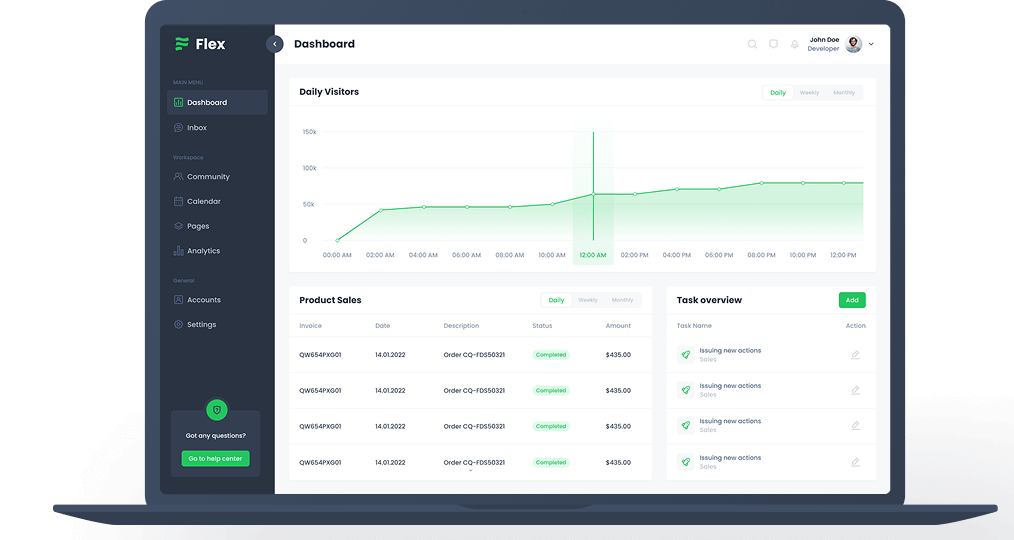 Flex
MAIN MENU
Dashboard
Inbox
Workspace
Community
Calendar
Pages
Analytics
General
Accounts
Settings
Got any questions?
Go to help center
Dashboard
John Doe
Developer
Daily Visitors
Daily Weekly Monthly
150k
100k
50k
0
00:00 AM 02:00 AM 04:00 AM 06:00 AM 08:00 AM 10:00 AM 12:00 AM 02:00 PM 04:00 PM 06:00 PM 08:00 PM 10:00 PM 12:00 PM
Product Sales
Daily Weekly Monthly
Invoice Date Description Status Amount
QW654PXG01 14.01.2022 Order CQ-FDS50321 Completed $435.00
QW654PXG01 14.01.2022 Order CQ-FDS50321 Completed $435.00
QW654PXG01 14.01.2022 Order CQ-FDS50321 Completed $435.00
QW654PXG01 14.01.2022 Order CQ-FDS50321 Completed $435.00
Task overview
Add
Task Name Action
Issuing new actions
Sales
Issuing new actions
Sales
Issuing new actions
Sales
Issuing new actions
Sales